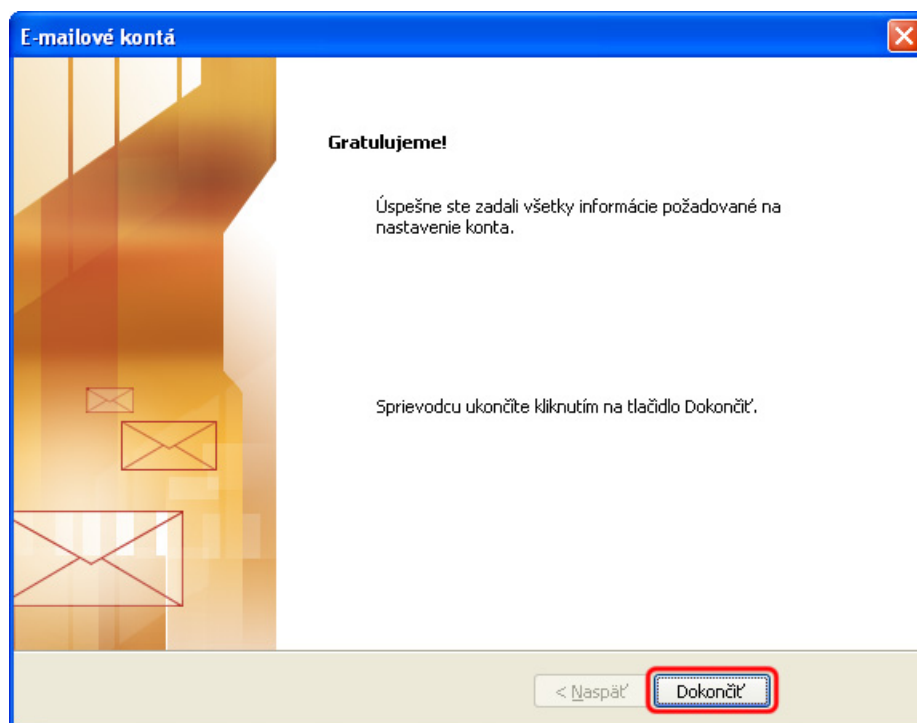 E-mailové kontá
Gratulujeme!
Úspešne ste zadali všetky informácie požadované na
nastavenie konta.
Sprievodcu ukončíte kliknutím na tlačidlo Dokončiť.
< Naspäť
Dokončiť